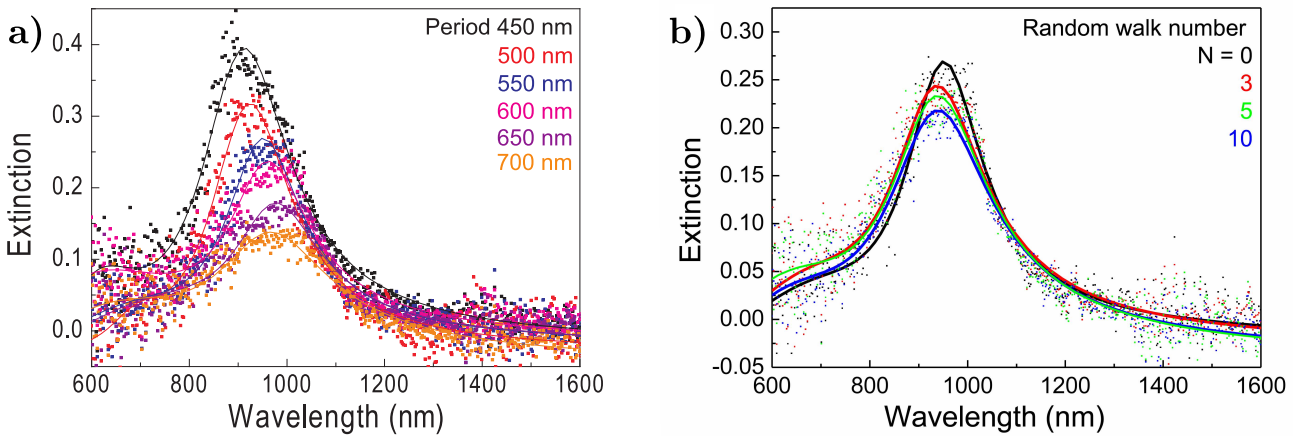 a)
Period 450 nm
500 nm
550 nm
600 nm
650 nm
700 nm
Extinction
0.4
0.3
0.2
0.1
0.0
600 800 1000 1200 1400 1600
Wavelength (nm)
b)
Random walk number
N = 0
3
5
10
Extinction
0.30
0.25
0.20
0.15
0.10
0.05
0.00
-0.05
600 800 1000 1200 1400 1600
Wavelength (nm)